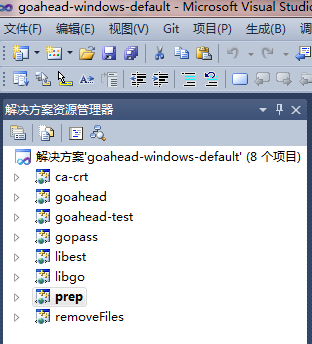 goahead-windows-default - Microsoft Visual Studi
文件(F) 编辑(E) 视图(V) Git 项目(P) 生成(B)
解决方案资源管理器
解决方案'goahead-windows-default' (8 个项目)
ca-crt
goahead
goahead-test
gopass
libest
libgo
prep
removeFiles